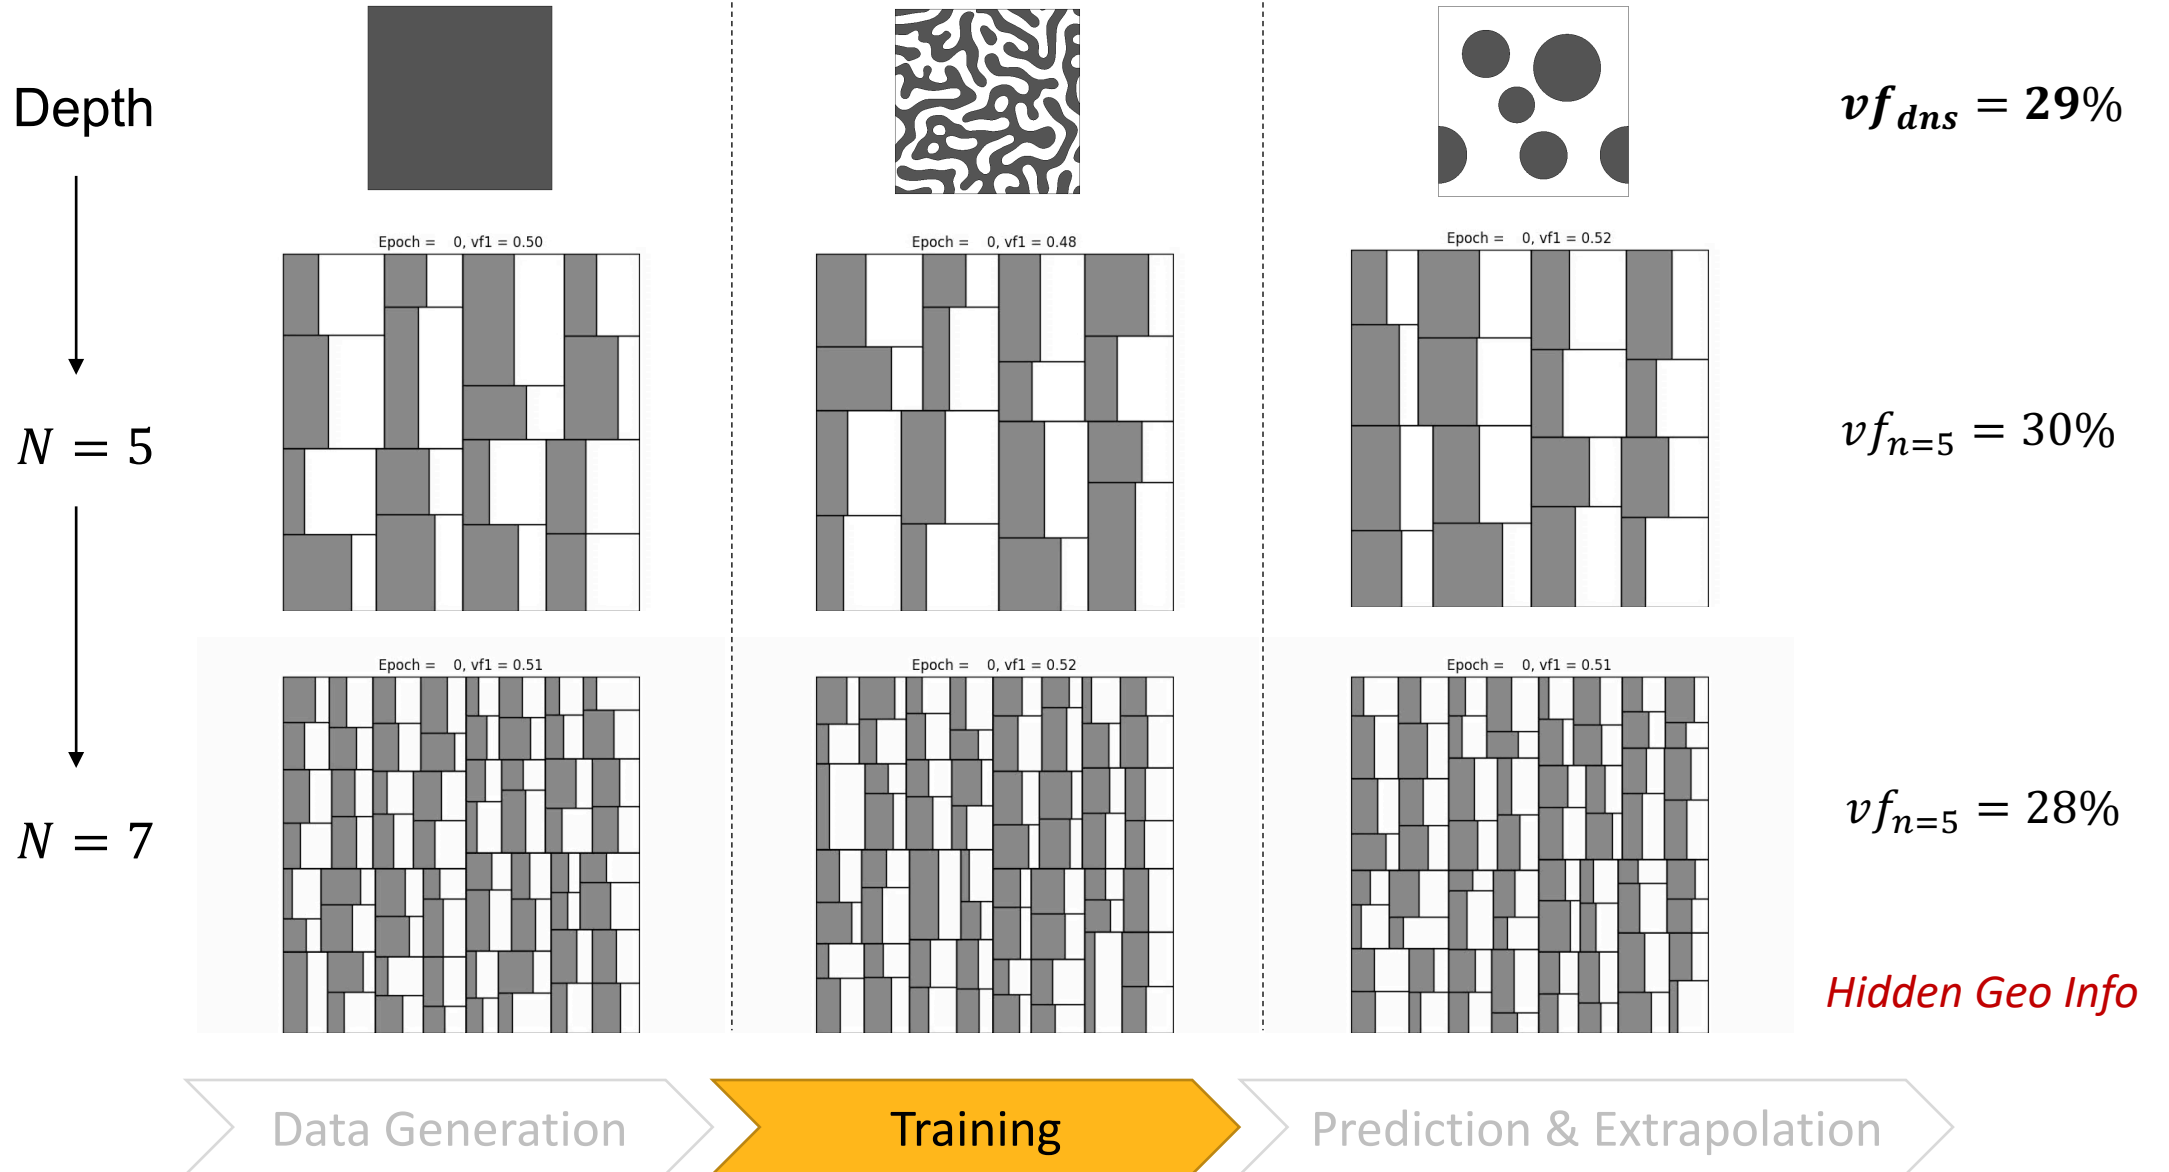 Depth
vf_dns = 29%
Epoch = 0, vf1 = 0.50
Epoch = 0, vf1 = 0.48
Epoch = 0, vf1 = 0.52
N = 5
vf_n=5 = 30%
Epoch = 0, vf1 = 0.51
Epoch = 0, vf1 = 0.52
Epoch = 0, vf1 = 0.51
N = 7
vf_n=5 = 28%
Hidden Geo Info
Data Generation
Training
Prediction & Extrapolation